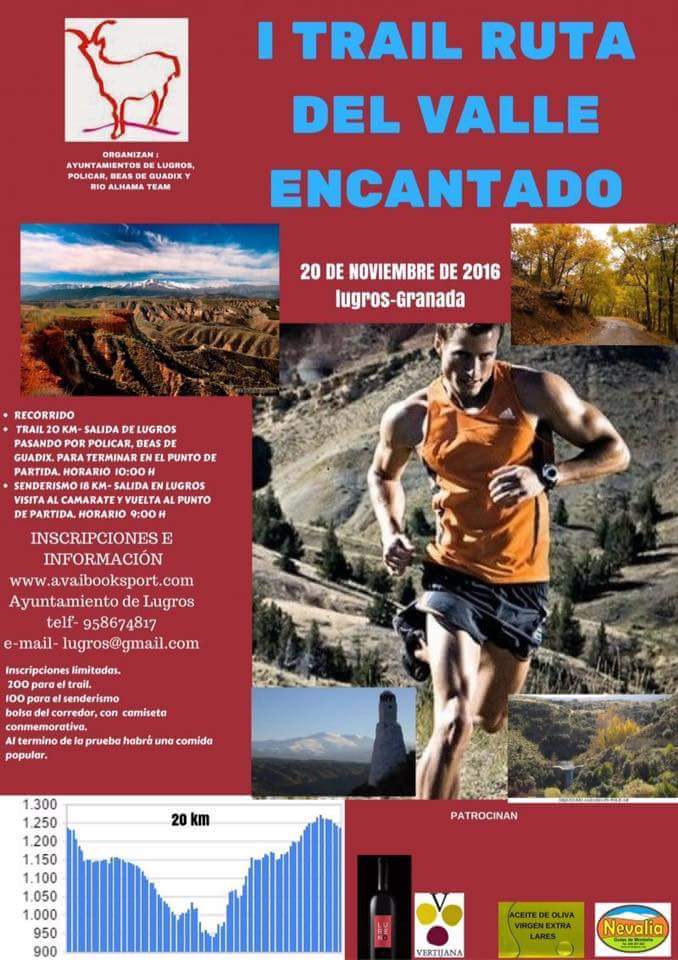 I TRAIL RUTA
DEL VALLE
ENCANTADO
ORGANIZAN :
AYUNTAMIENTOS DE LUGROS,
POLICAR, BEAS DE GUADIX Y
RIO ALHAMA TEAM
20 DE NOVIEMBRE DE 2016
lugros-Granada
• RECORRIDO
• TRAIL 20 KM- SALIDA DE LUGROS
PASANDO POR POLICAR, BEAS DE
GUADIX. PARA TERMINAR EN EL PUNTO DE
PARTIDA. HORARIO 10:00 H
• SENDERISMO 18 KM- SALIDA EN LUGROS
VISITA AL CAMARATE Y VUELTA AL PUNTO
DE PARTIDA. HORARIO 9:00 H
INSCRIPCIONES E
INFORMACIÓN
www.avaibooksport.com
Ayuntamiento de Lugros
telf- 958674817
e-mail- lugros@gmail.com
Inscripciones limitadas.
200 para el trail.
100 para el senderismo
bolsa del corredor, con camiseta
conmemorativa.
Al termino de la prueba habrá una comida
popular.
adidas
20 km
1.300
1.250
1.200
1.150
1.100
1.050
1.000
950
900
PATROCINAN
VERTIJANA
ACEITE DE OLIVA
VIRGEN EXTRA
LARES
Nevalia
Guías de Montaña